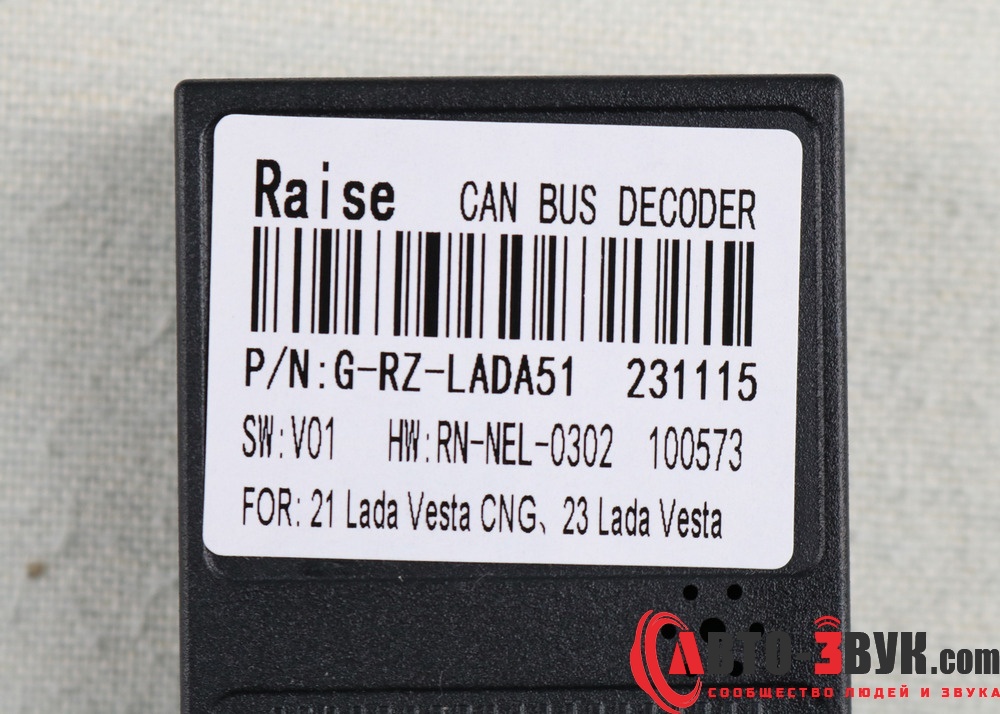 Raise CAN BUS DECODER
P/N:G-RZ-LADA51 231115
SW:V01 HW:RN-NEL-0302 100573
FOR: 21 Lada Vesta CNG、23 Lada Vesta
АВТО-ЗВУК.com
СООБЩЕСТВО ЛЮДЕЙ И ЗВУКА